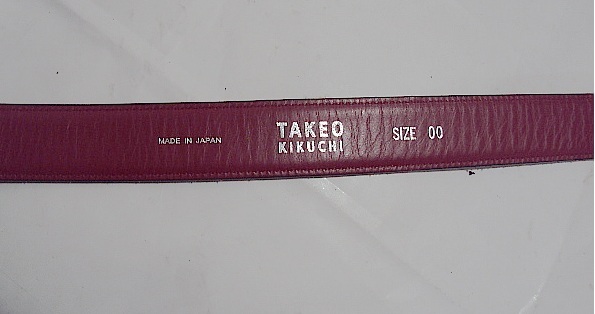 MADE IN JAPAN
TAKEO
KIKUCHI
SIZE 00